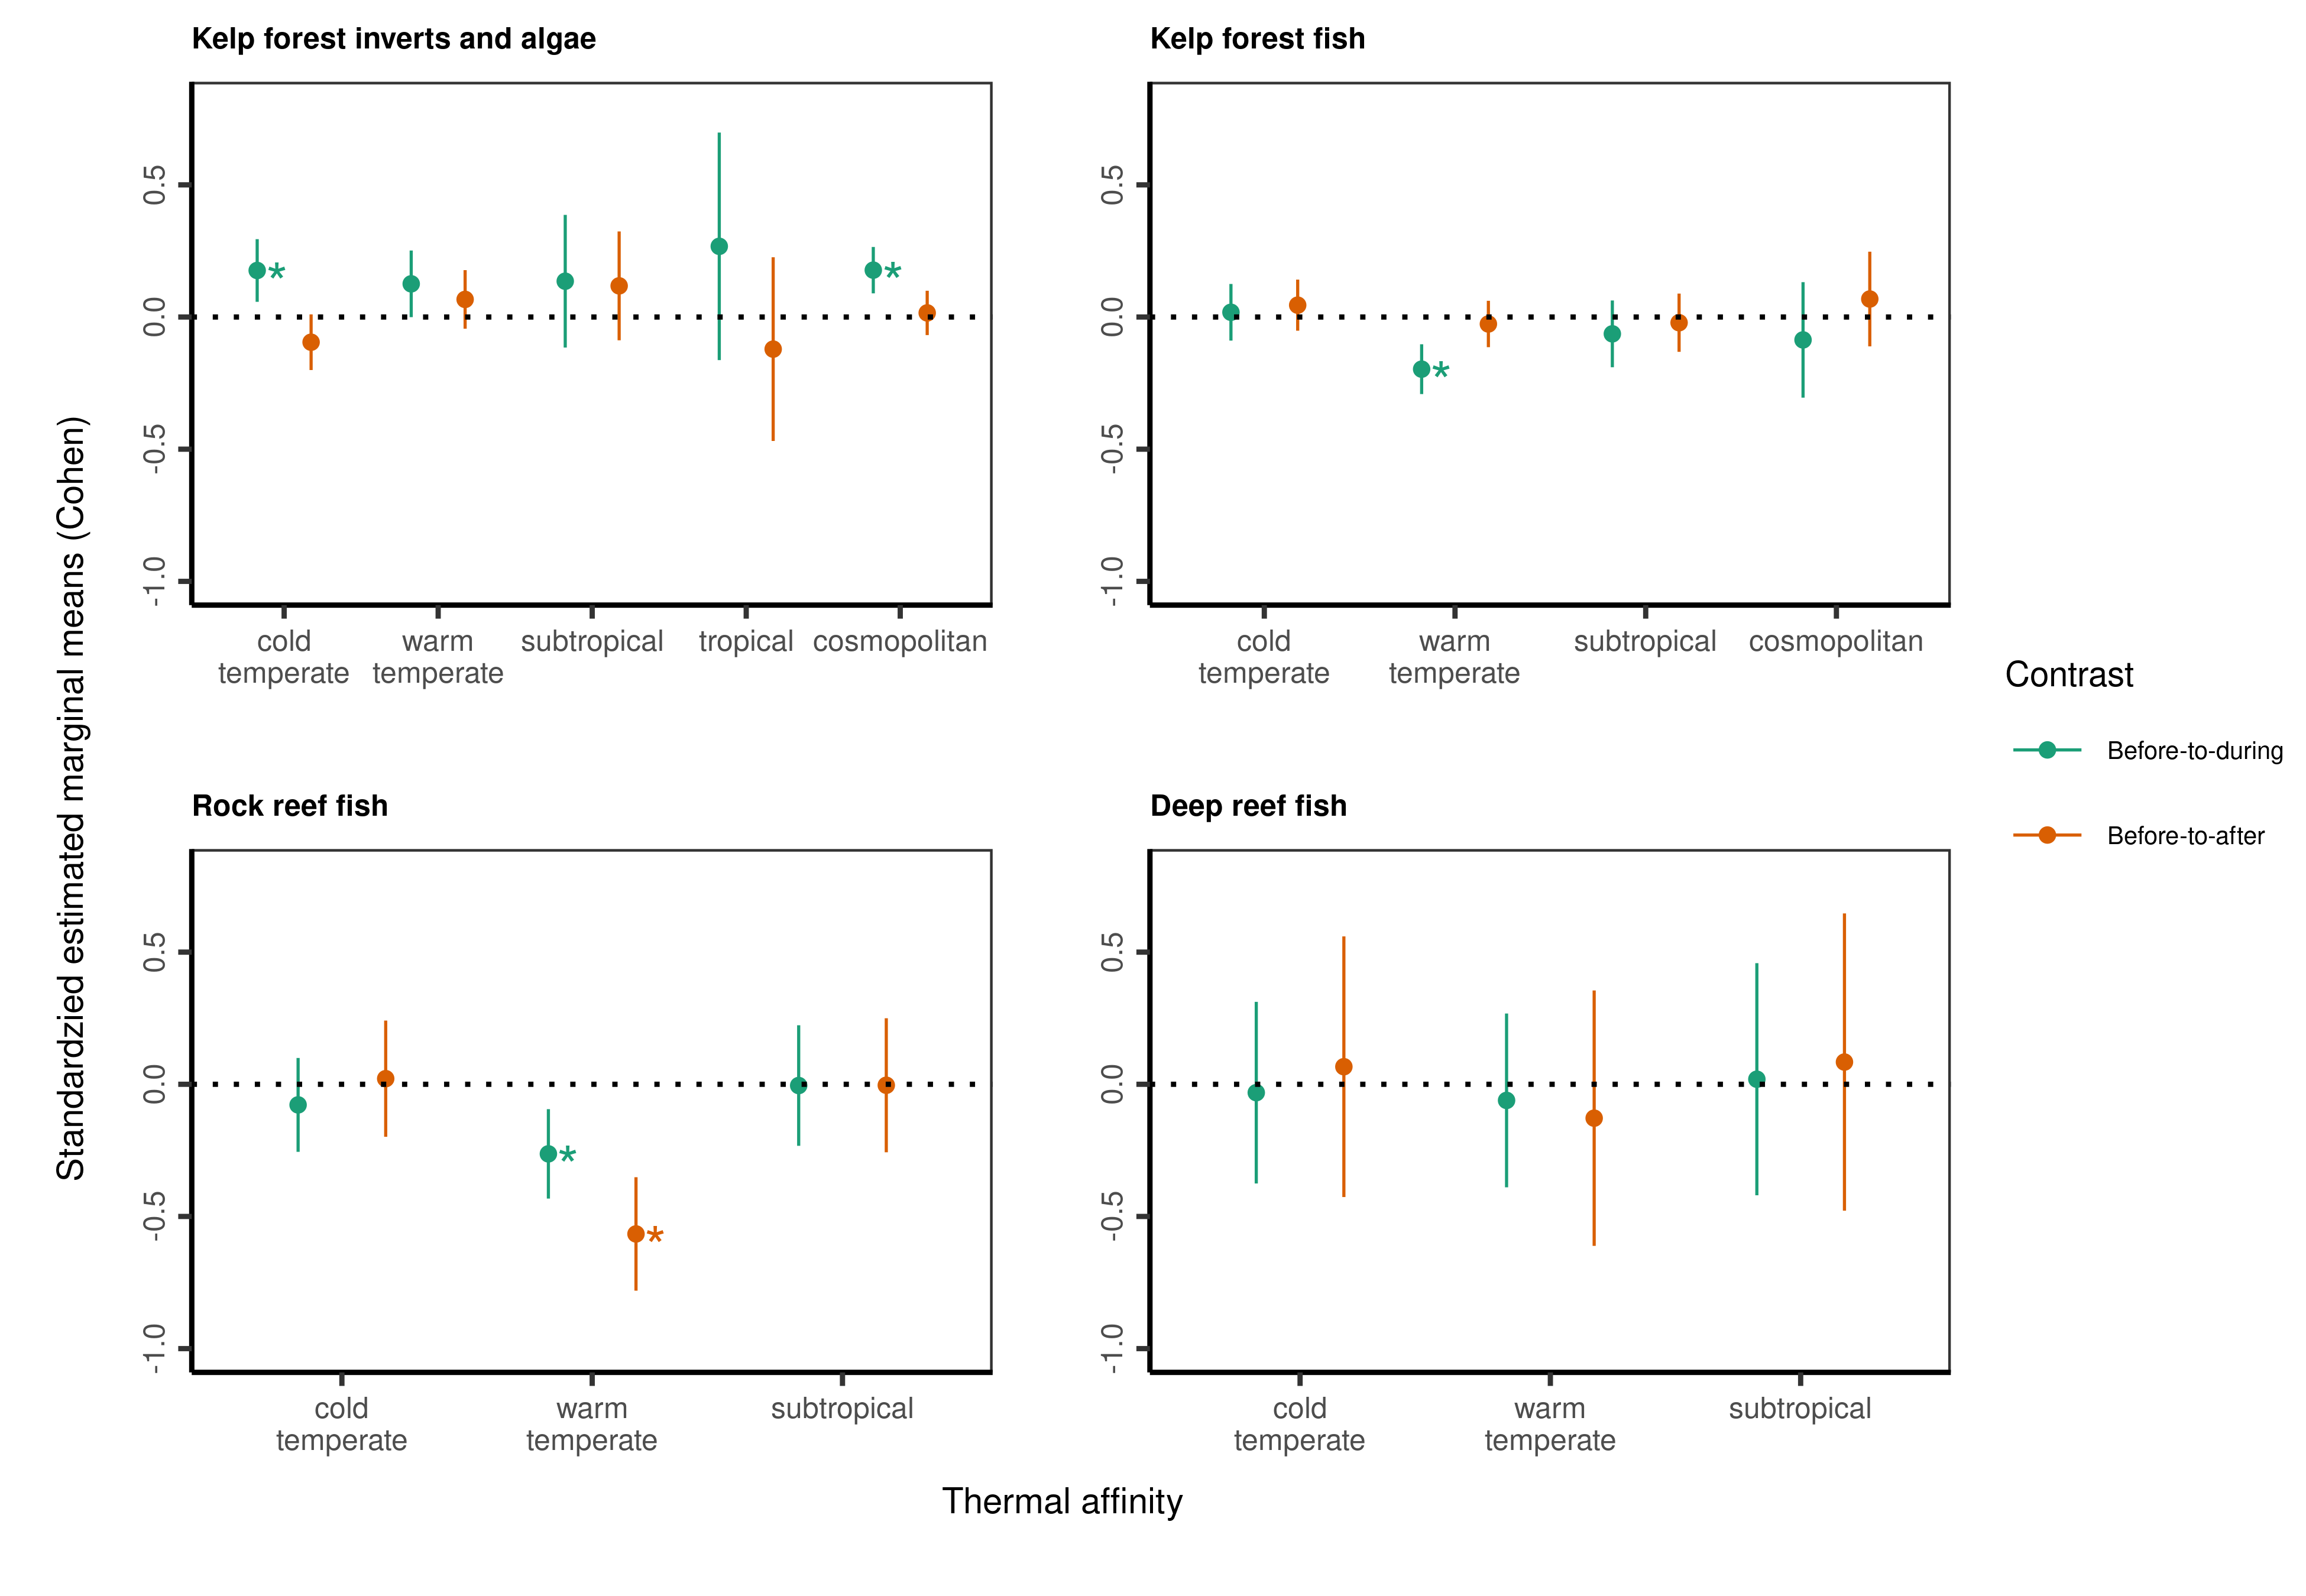 Kelp forest inverts and algae
Kelp forest fish
0.5
0.0
-0.5
-1.0
*
*
cold
temperate
warm
temperate
subtropical
tropical
cosmopolitan
0.5
0.0
-0.5
-1.0
*
cold
temperate
warm
temperate
subtropical
cosmopolitan
Standardzied estimated marginal means (Cohen)
Contrast
Before-to-during
Before-to-after
Rock reef fish
Deep reef fish
0.5
0.0
-0.5
-1.0
*
*
cold
temperate
warm
temperate
subtropical
0.5
0.0
-0.5
-1.0
cold
temperate
warm
temperate
subtropical
Thermal affinity